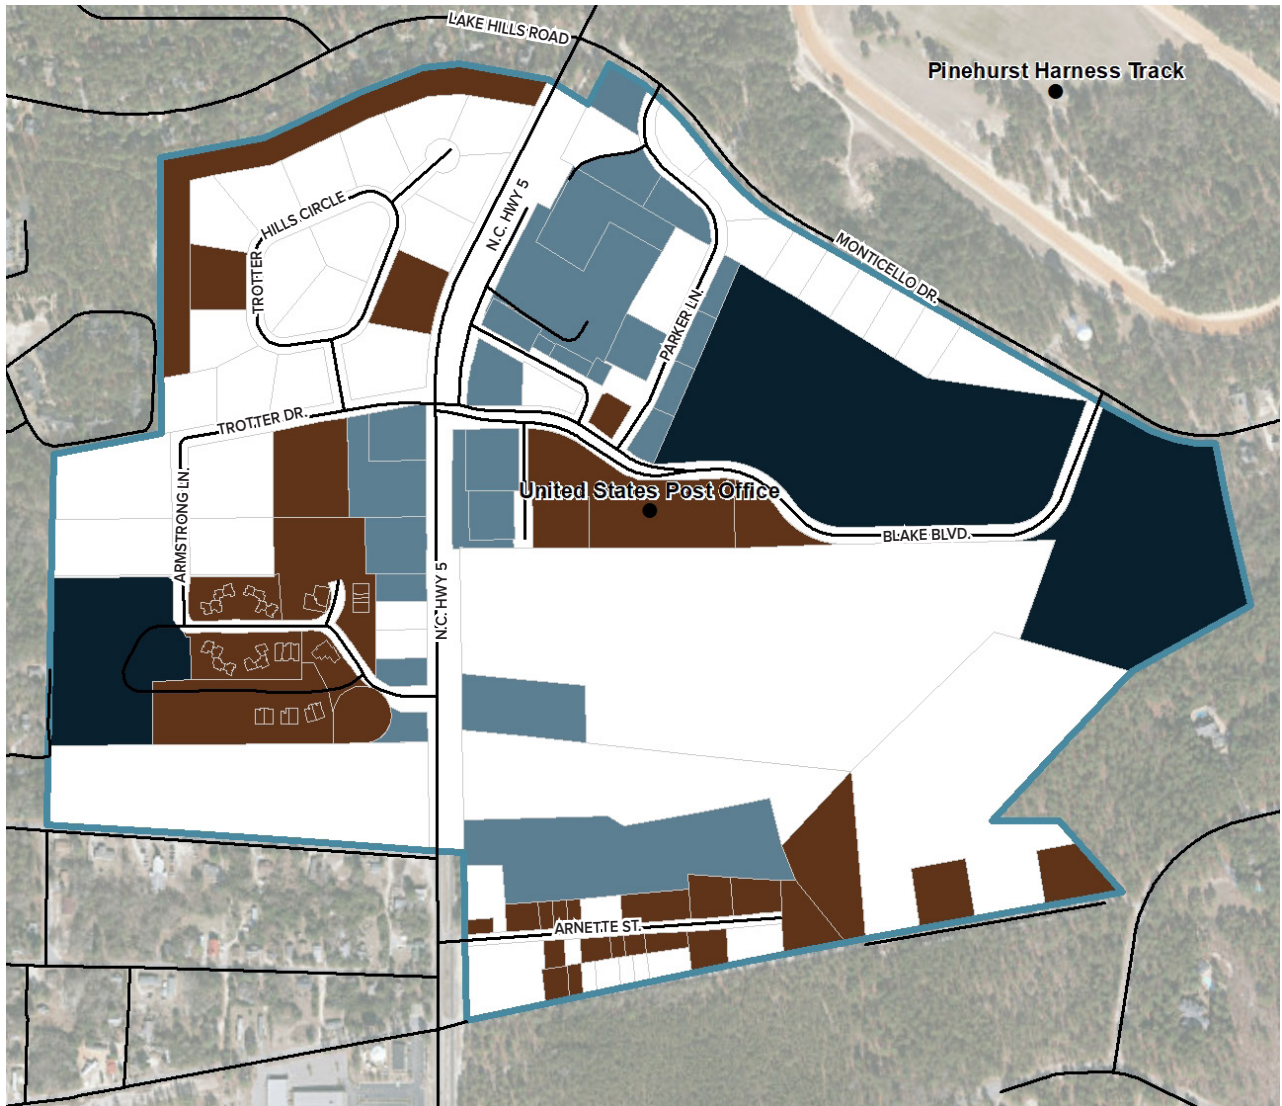 LAKE HILLS ROAD
Pinehurst Harness Track
N.C. HWY 5
TROTTER HILLS CIRCLE
MONTICELLO DR.
PARKER LN.
TROTTER DR.
ARMSTRONG LN.
United States Post Office
BLAKE BLVD.
N.C. HWY 5
ARNETTE ST.